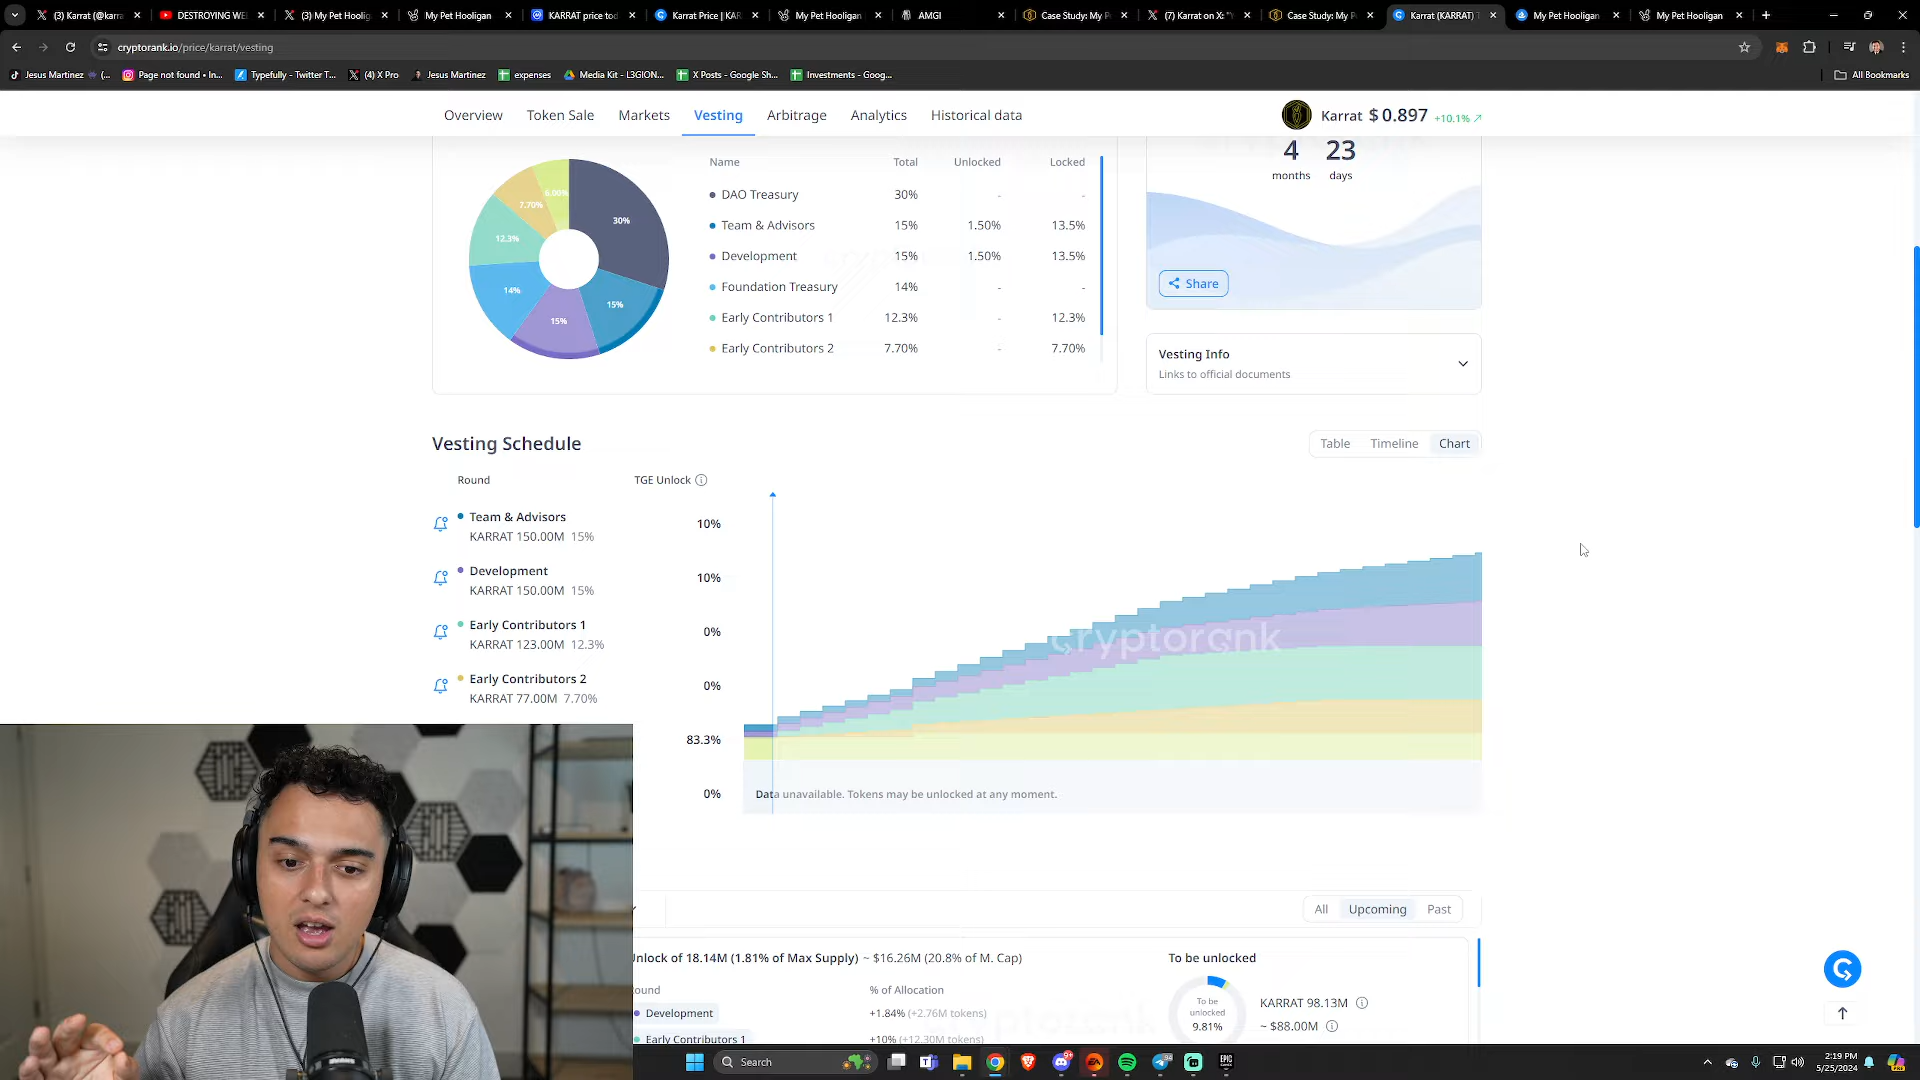 (3) Karrat (@karra
DESTROYING WEI
(3) My Pet Hoolig
My Pet Hooligan
KARRAT price tod
Karrat Price | KAR
My Pet Hooligan
AMGI
Case Study: My P
(7) Karrat on X: "Y
Case Study: My P
Karrat (KARRAT) T
My Pet Hooligan
My Pet Hooligan
cryptorank.io/price/karrat/vesting
Jesus Martinez
Page not found • In...
Typefully - Twitter T...
(4) X Pro
Jesus Martinez
expenses
Media Kit - L3GION...
X Posts - Google Sh...
Investments - Goog...
All Bookmarks
Overview Token Sale Markets Vesting Arbitrage Analytics Historical data
Karrat $ 0.897 +10.1%
4 23
months days
Share
Vesting Info
Links to official documents
30%
15%
15%
14%
12.3%
7.70%
6.00%
Name Total Unlocked Locked
DAO Treasury 30% - -
Team & Advisors 15% 1.50% 13.5%
Development 15% 1.50% 13.5%
Foundation Treasury 14% - -
Early Contributors 1 12.3% - 12.3%
Early Contributors 2 7.70% - 7.70%
Vesting Schedule
Table Timeline Chart
Round TGE Unlock
Team & Advisors 10%
KARRAT 150.00M 15%
Development 10%
KARRAT 150.00M 15%
Early Contributors 1 0%
KARRAT 123.00M 12.3%
Early Contributors 2 0%
KARRAT 77.00M 7.70%
83.3%
0%
cryptorank
Data unavailable. Tokens may be unlocked at any moment.
All Upcoming Past
Unlock of 18.14M (1.81% of Max Supply) ~ $16.26M (20.8% of M. Cap)
ound % of Allocation
Development +1.84% (+2.76M tokens)
Early Contributors 1 +10% (+12.30M tokens)
To be unlocked
To be
unlocked
9.81%
KARRAT 98.13M
~ $88.00M
Search
2:19 PM
5/25/2024